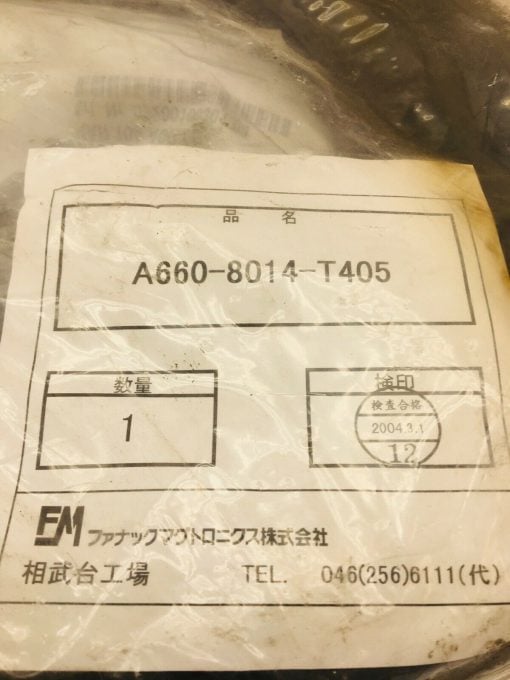 品 名
A660-8014-T405
数量
1
検印
検査合格
2004.3.1
12
FM ファナックマグトロニクス株式会社
相武台工場 TEL. 046(256)6111(代)